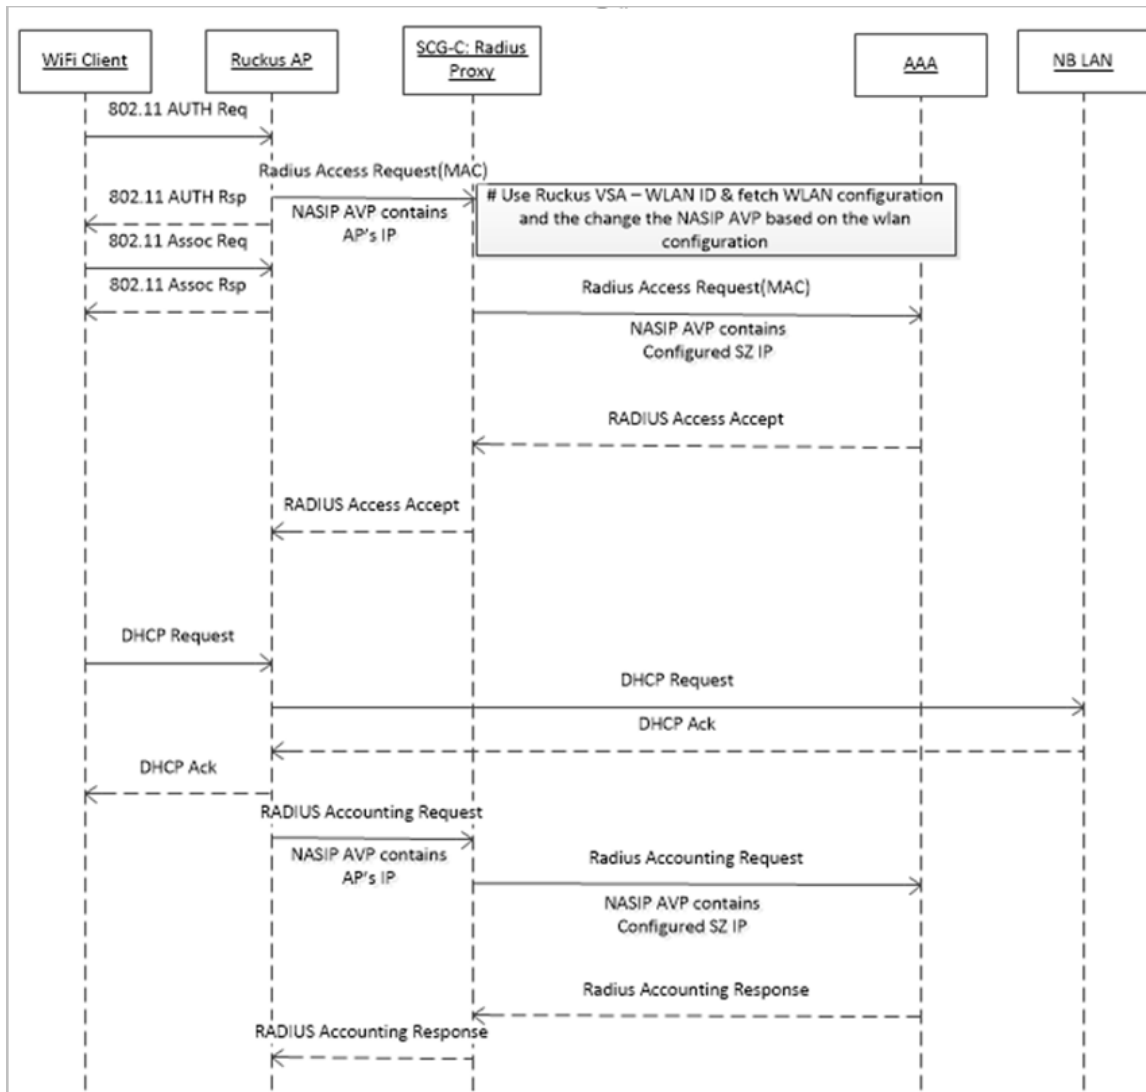 WiFi Client
Ruckus AP
SCG-C: Radius
Proxy
AAA
NB LAN
802.11 AUTH Req
Radius Access Request(MAC)
802.11 AUTH Rsp
NASIP AVP contains
AP's IP
# Use Ruckus VSA – WLAN ID & fetch WLAN configuration
and the change the NASIP AVP based on the wlan
configuration
802.11 Assoc Req
802.11 Assoc Rsp
Radius Access Request(MAC)
NASIP AVP contains
Configured SZ IP
RADIUS Access Accept
RADIUS Access Accept
DHCP Request
DHCP Request
DHCP Ack
DHCP Ack
RADIUS Accounting Request
NASIP AVP contains
AP's IP
Radius Accounting Request
NASIP AVP contains
Configured SZ IP
Radius Accounting Response
RADIUS Accounting Response